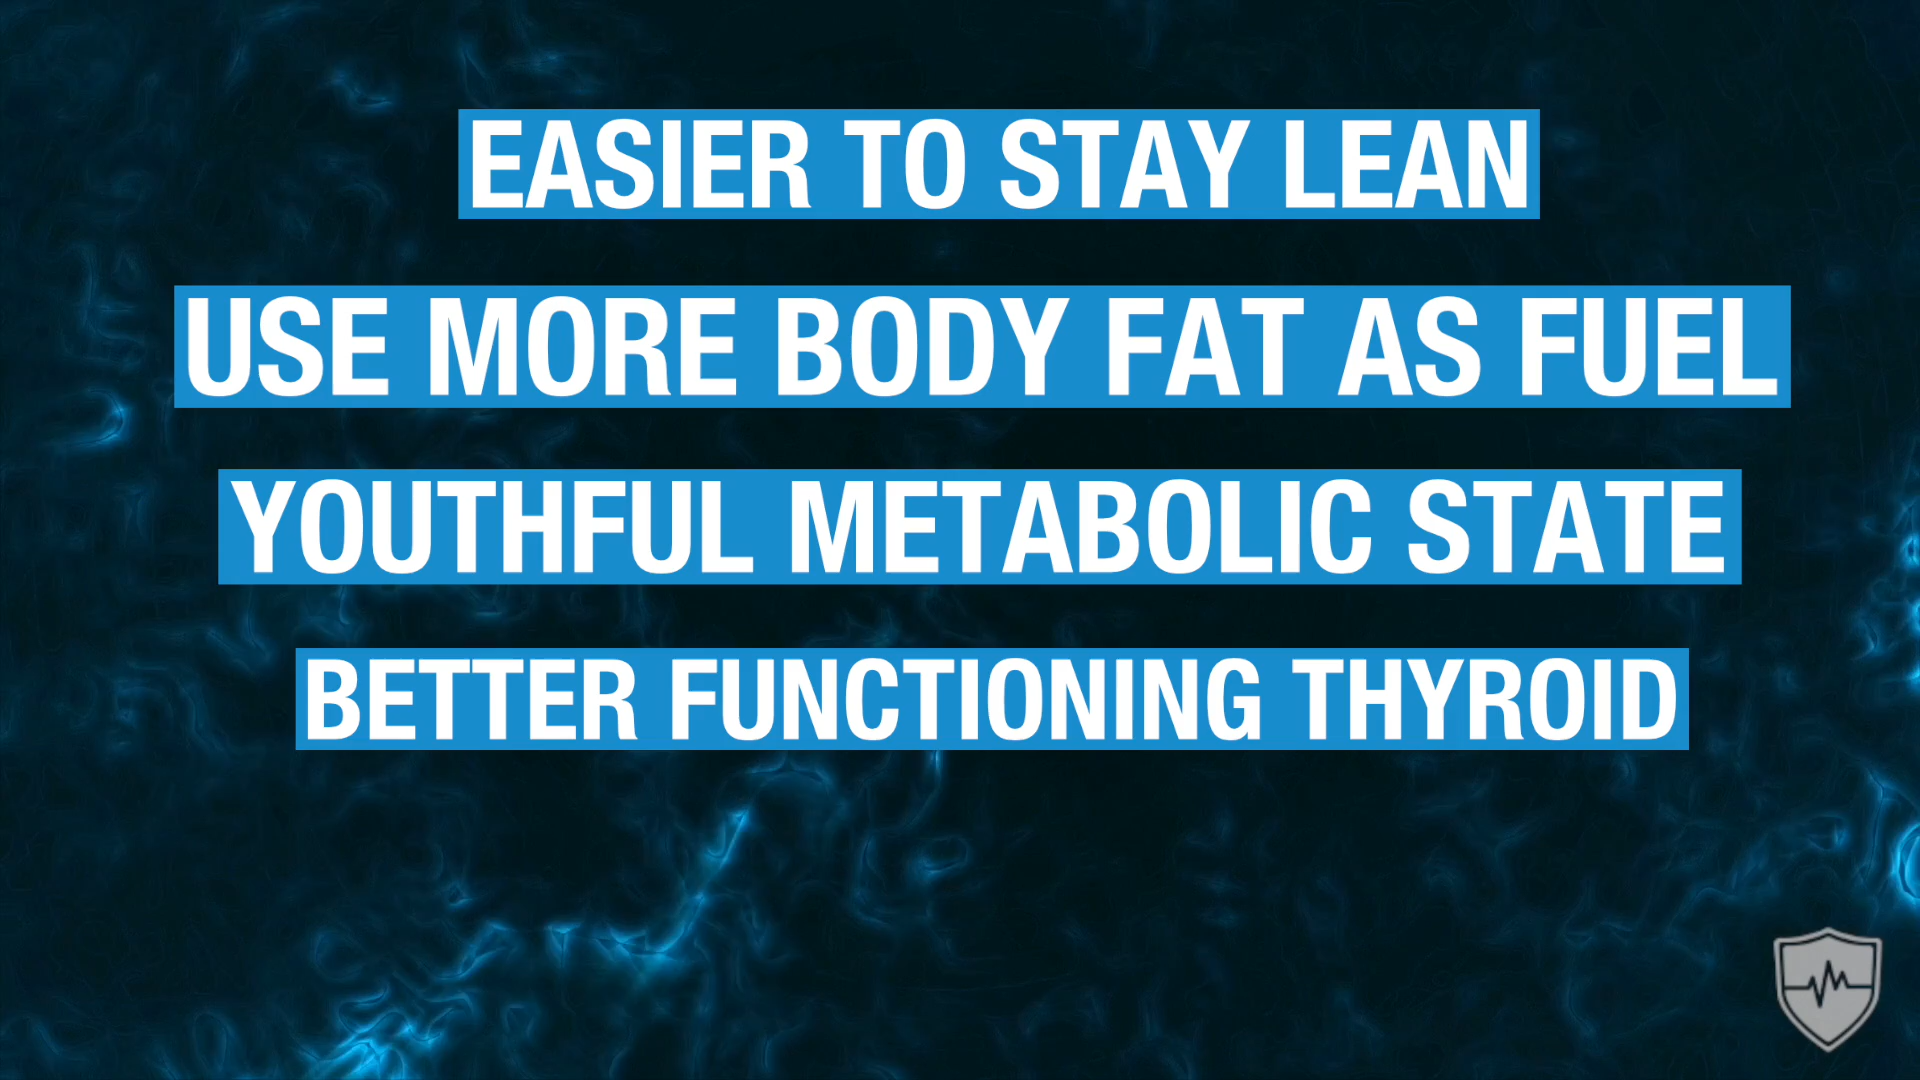 EASIER TO STAY LEAN
USE MORE BODY FAT AS FUEL
YOUTHFUL METABOLIC STATE
BETTER FUNCTIONING THYROID